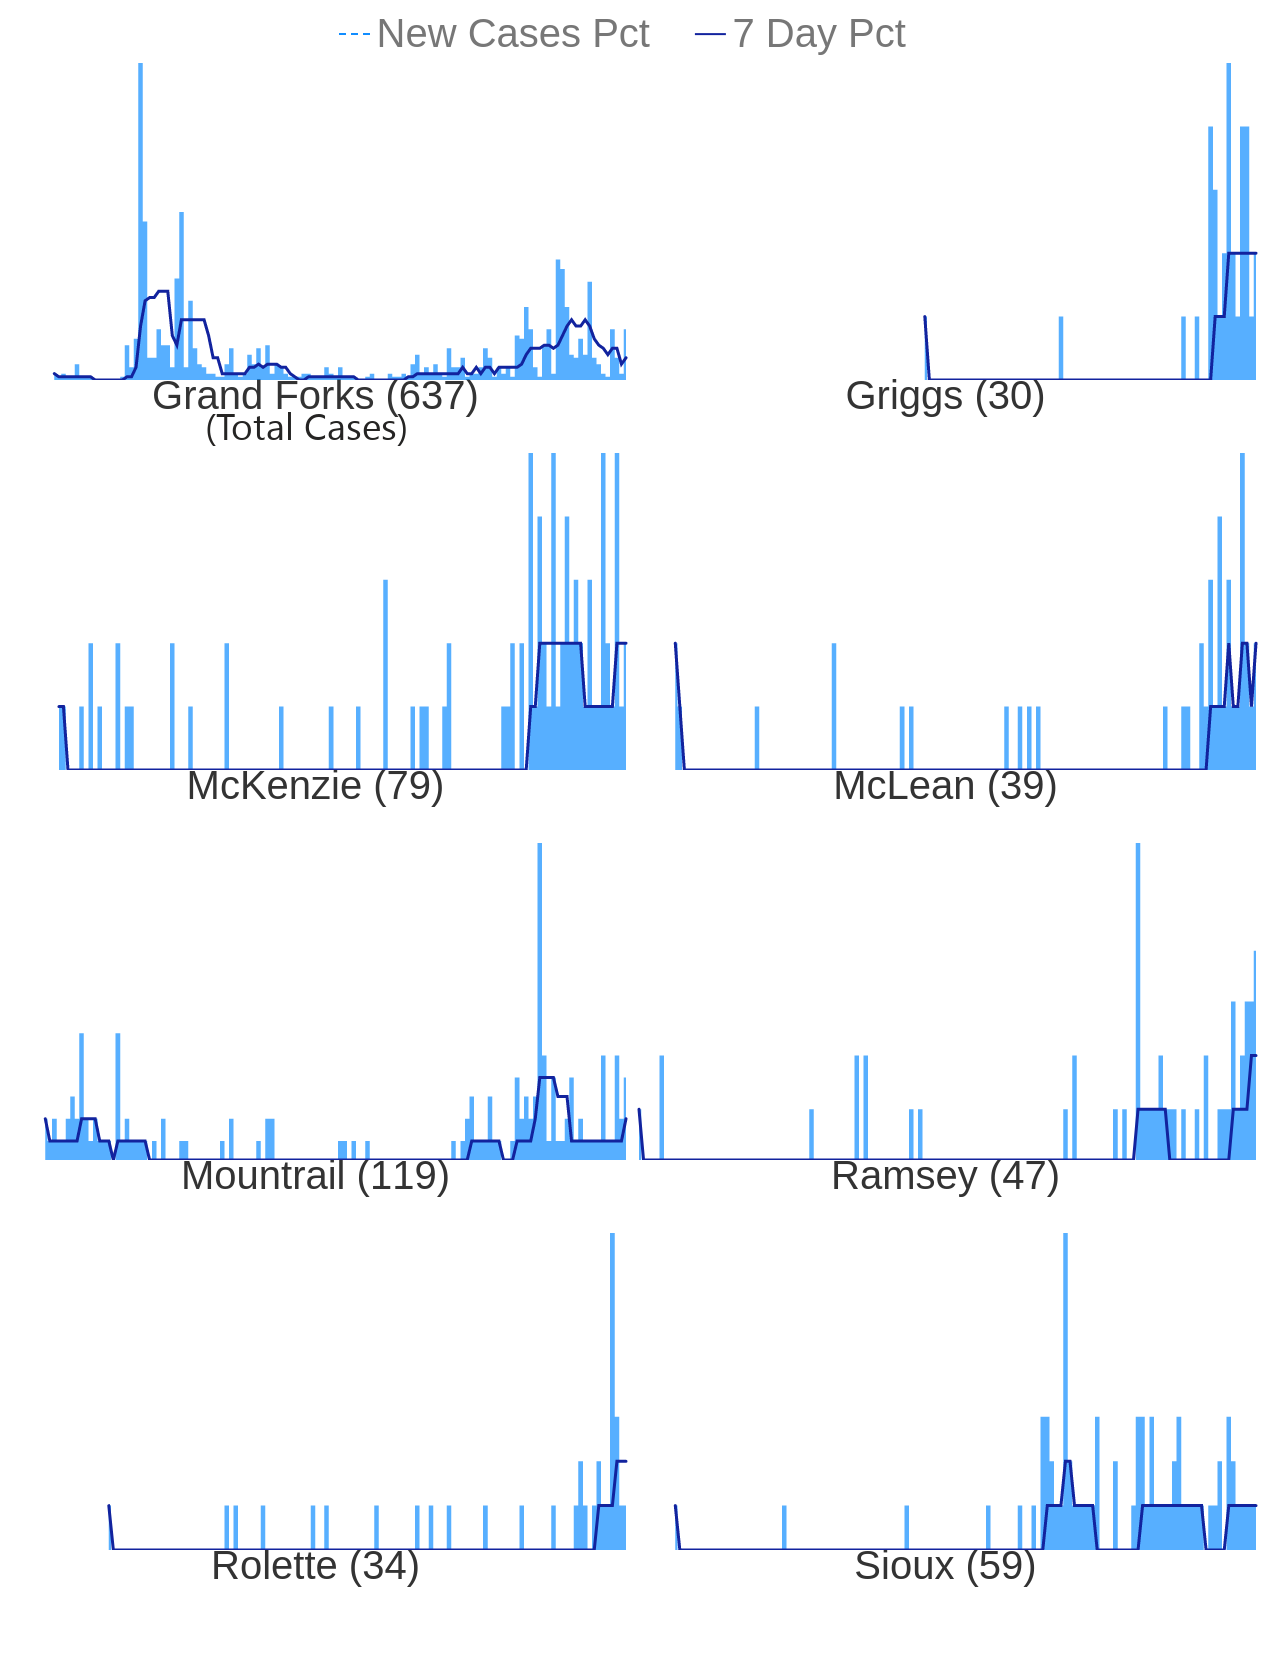 New Cases Pct 7 Day Pct
Grand Forks (637)
(Total Cases)
Griggs (30)
McKenzie (79)
McLean (39)
Mountrail (119)
Ramsey (47)
Rolette (34)
Sioux (59)